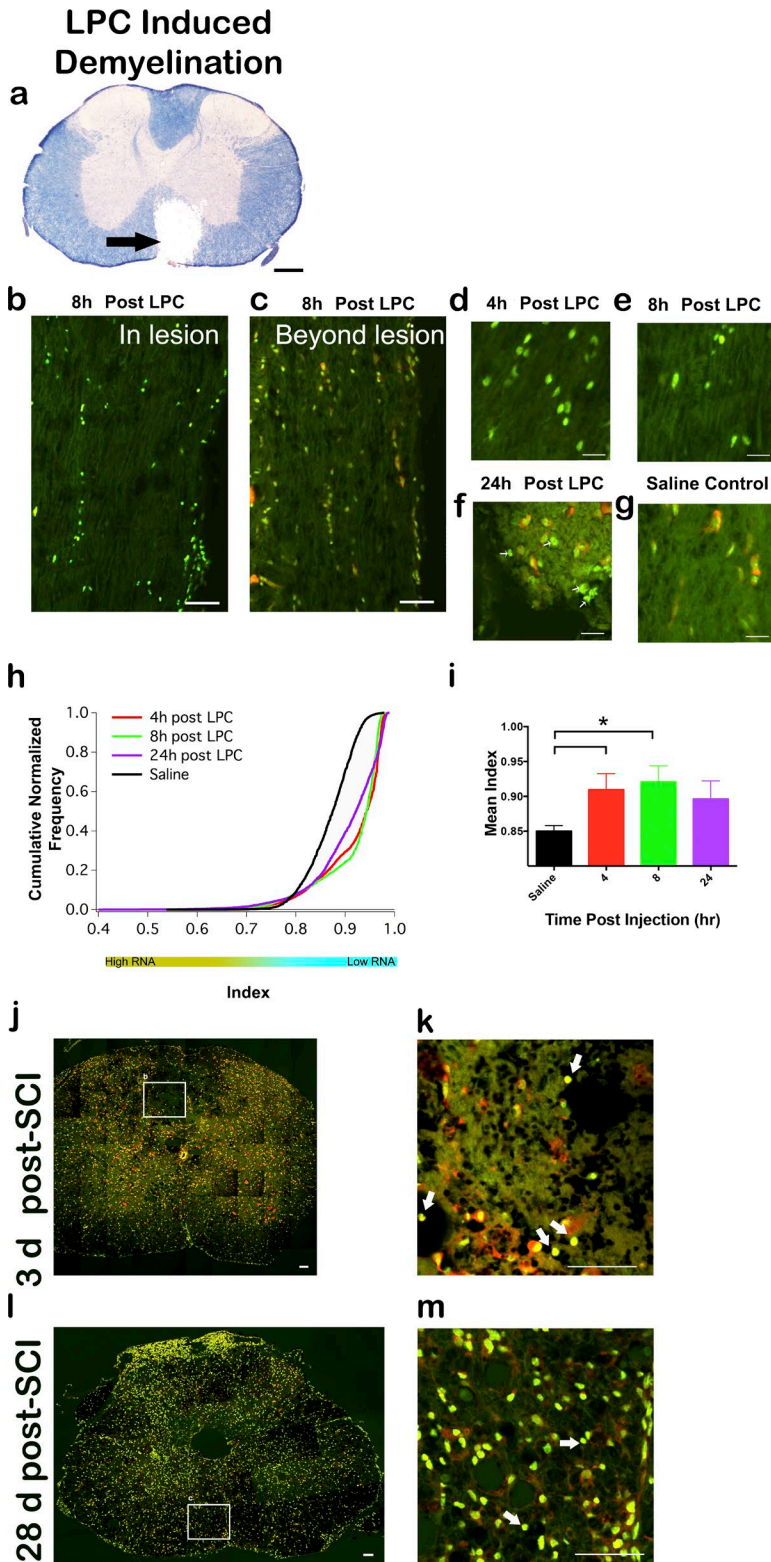 LPC Induced
Demyelination
a
b
8h Post LPC
In lesion
c
8h Post LPC
Beyond lesion
d
4h Post LPC
e
8h Post LPC
f
24h Post LPC
g
Saline Control
h
Cumulative Normalized
Frequency
1.0
0.8
0.6
0.4
0.2
0.0
4h post LPC
8h post LPC
24h post LPC
Saline
0.4 0.5 0.6 0.7 0.8 0.9 1.0
High RNA
Low RNA
Index
i
Mean Index
1.00
0.95
0.90
0.85
*
Saline 4 8 24
Time Post Injection (hr)
j
3 d post-SCI
b
k
l
28 d post-SCI
c
m